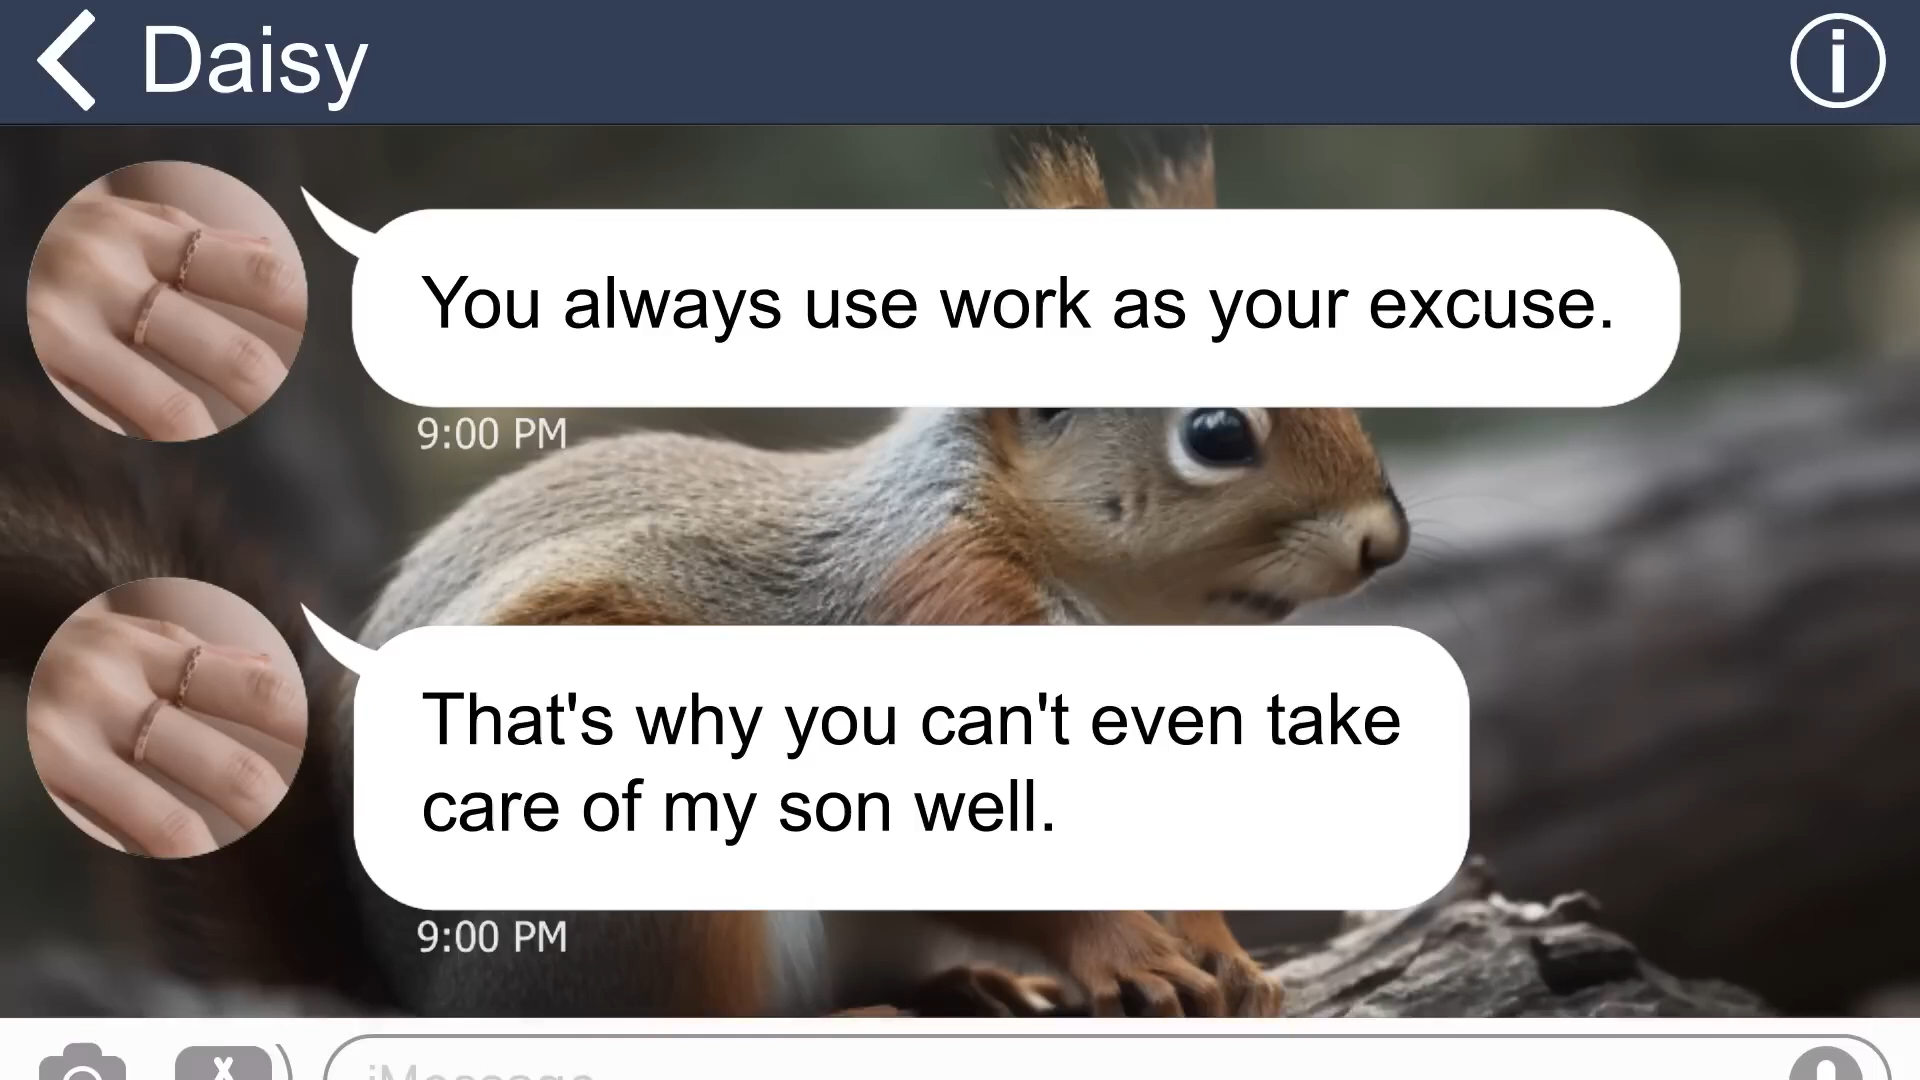 Daisy
You always use work as your excuse.
9:00 PM
That's why you can't even take
care of my son well.
9:00 PM
iMessage